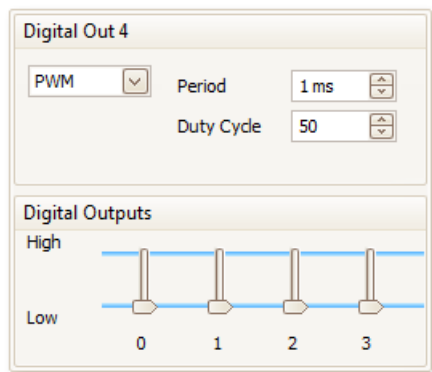 Digital Out 4
PWM Period 1 ms
Duty Cycle 50
Digital Outputs
High
Low
0 1 2 3